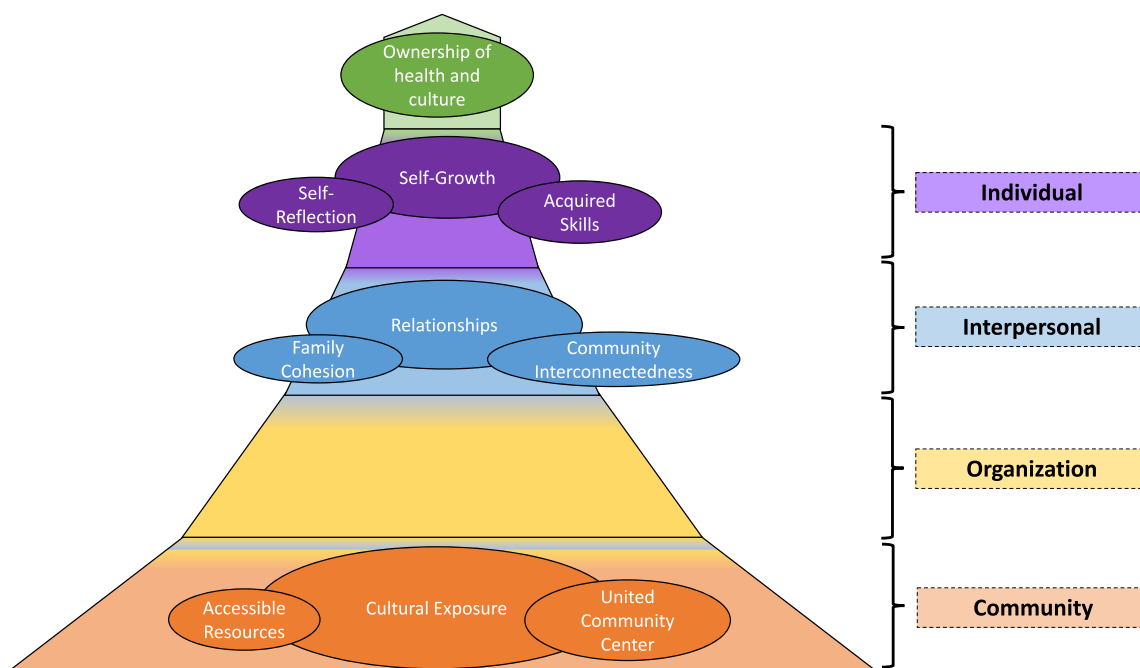 Ownership of
health and
culture
Self-Growth
Self-
Reflection
Acquired
Skills
Individual
Relationships
Family
Cohesion
Community
Interconnectedness
Interpersonal
Organization
Cultural Exposure
Accessible
Resources
United
Community
Center
Community